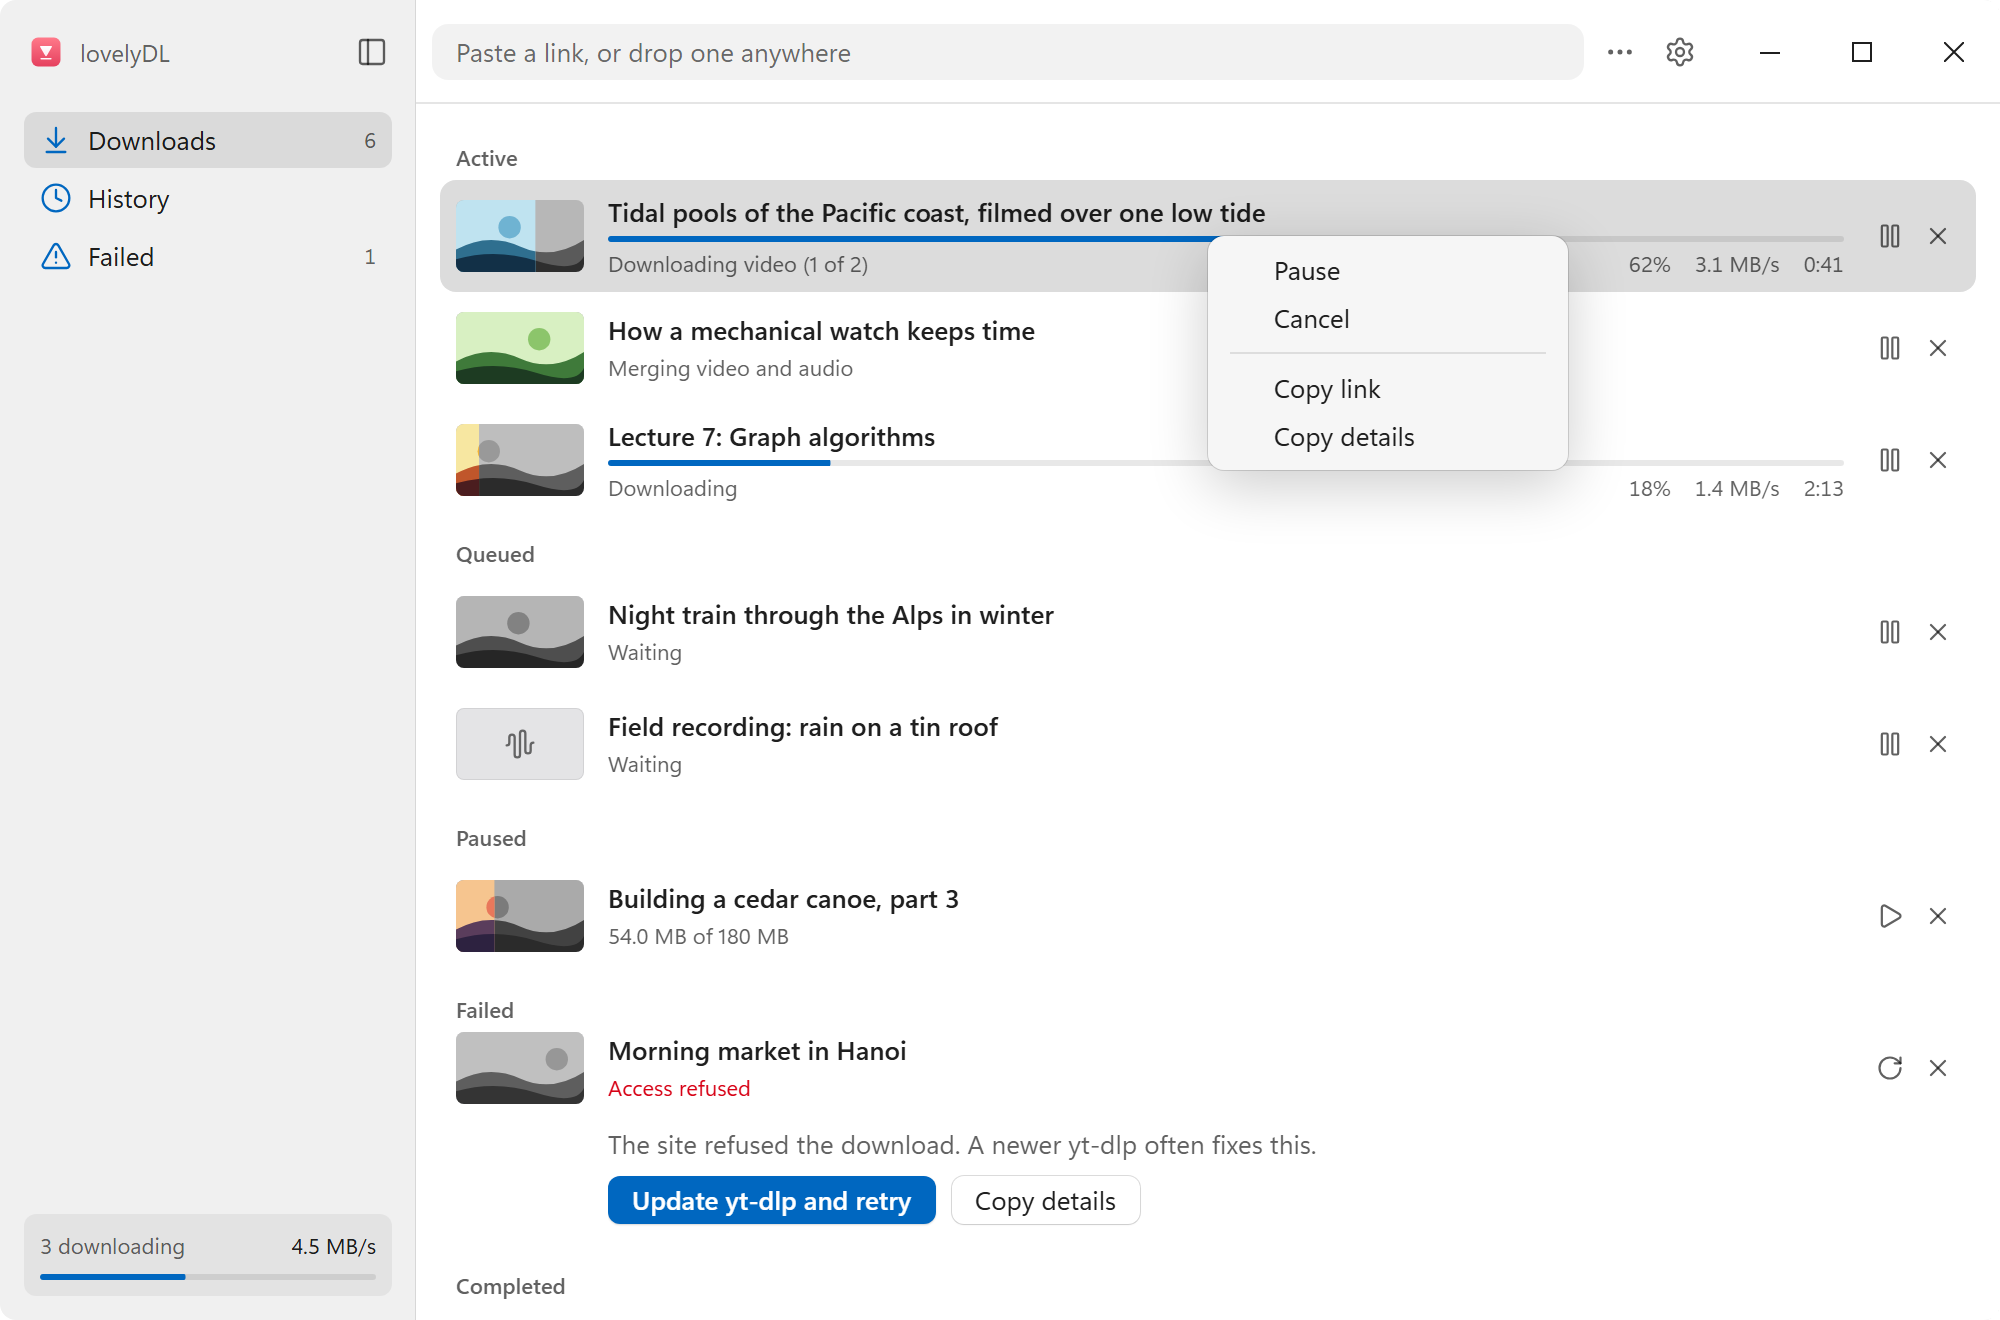 lovelyDL
Paste a link, or drop one anywhere
Downloads 6
History
Failed 1
Active
Tidal pools of the Pacific coast, filmed over one low tide
Downloading video (1 of 2)
62% 3.1 MB/s 0:41
Pause
Cancel
Copy link
Copy details
How a mechanical watch keeps time
Merging video and audio
Lecture 7: Graph algorithms
Downloading
18% 1.4 MB/s 2:13
Queued
Night train through the Alps in winter
Waiting
Field recording: rain on a tin roof
Waiting
Paused
Building a cedar canoe, part 3
54.0 MB of 180 MB
Failed
Morning market in Hanoi
Access refused
The site refused the download. A newer yt-dlp often fixes this.
Update yt-dlp and retry
Copy details
3 downloading 4.5 MB/s
Completed